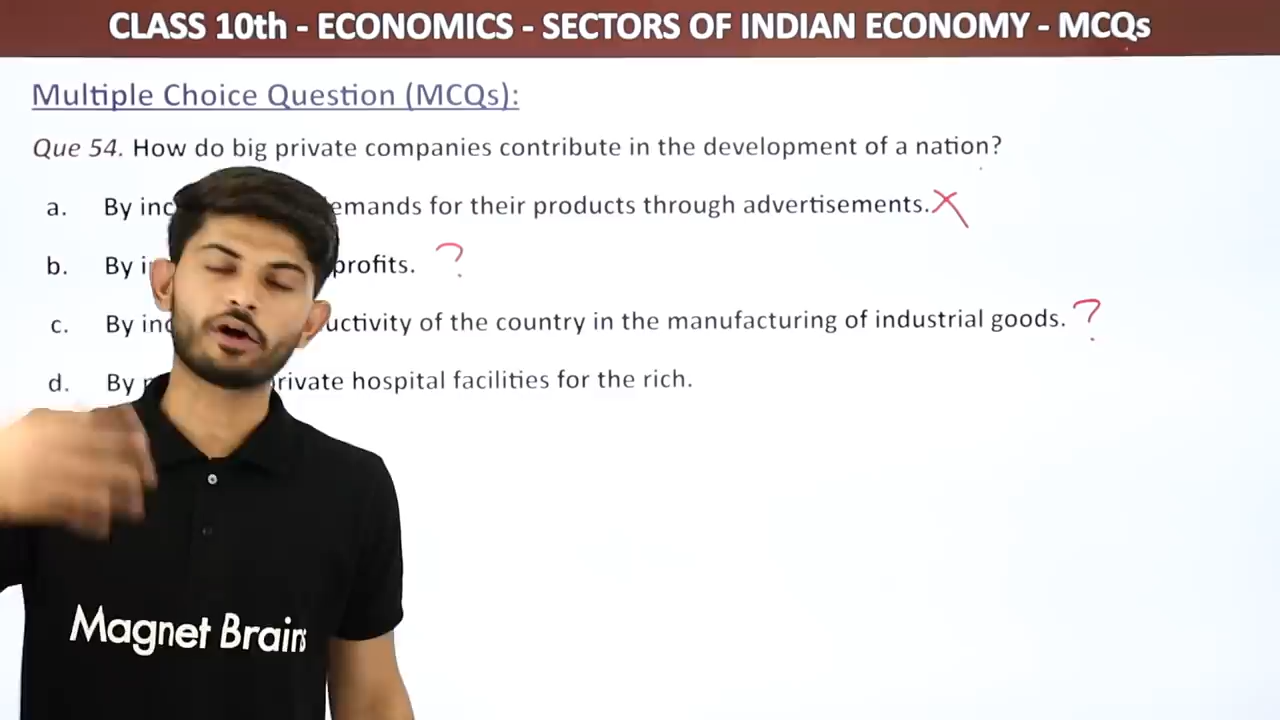 CLASS 10th - ECONOMICS - SECTORS OF INDIAN ECONOMY - MCQs
Multiple Choice Question (MCQs):
Que 54. How do big private companies contribute in the development of a nation?
a. By inc emands for their products through advertisements. X
b. By i profits. ?
c. By inc uctivity of the country in the manufacturing of industrial goods. ?
d. By rivate hospital facilities for the rich.
Magnet Brains